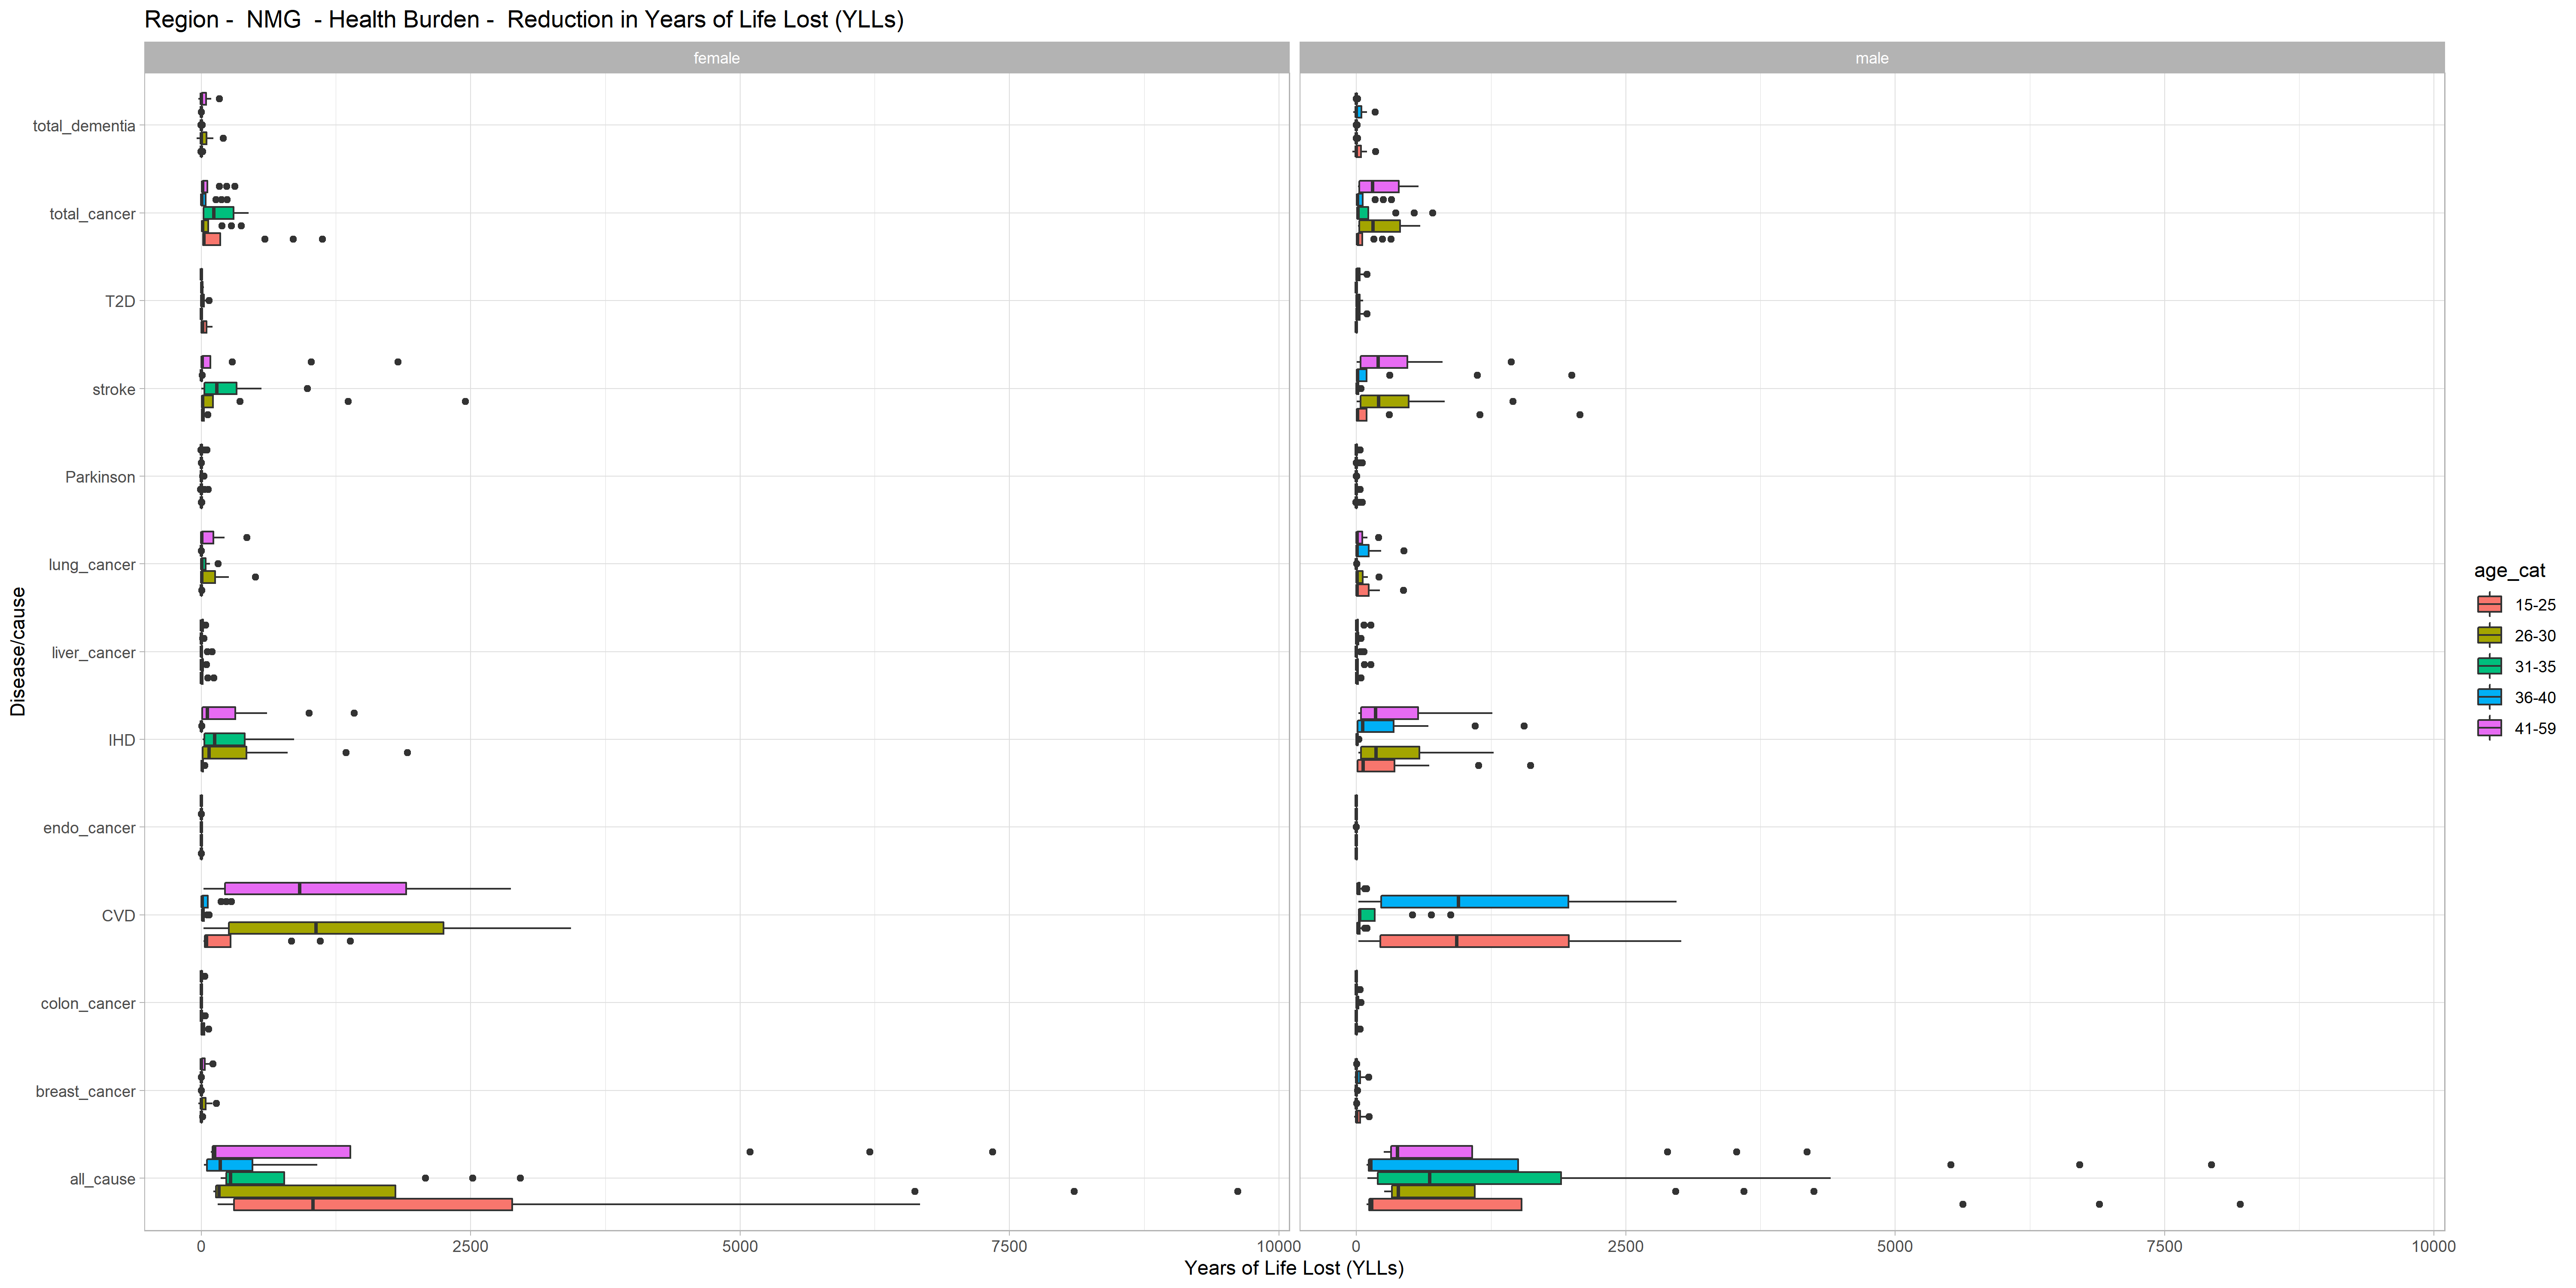 Region -  NMG  - Health Burden -  Reduction in Years of Life Lost (YLLs)
female
male
total_dementia
total_cancer
T2D
stroke
Parkinson
lung_cancer
liver_cancer
IHD
endo_cancer
CVD
colon_cancer
breast_cancer
all_cause
Disease/cause
0 2500 5000 7500 10000
0 2500 5000 7500 10000
Years of Life Lost (YLLs)
age_cat
15-25
26-30
31-35
36-40
41-59